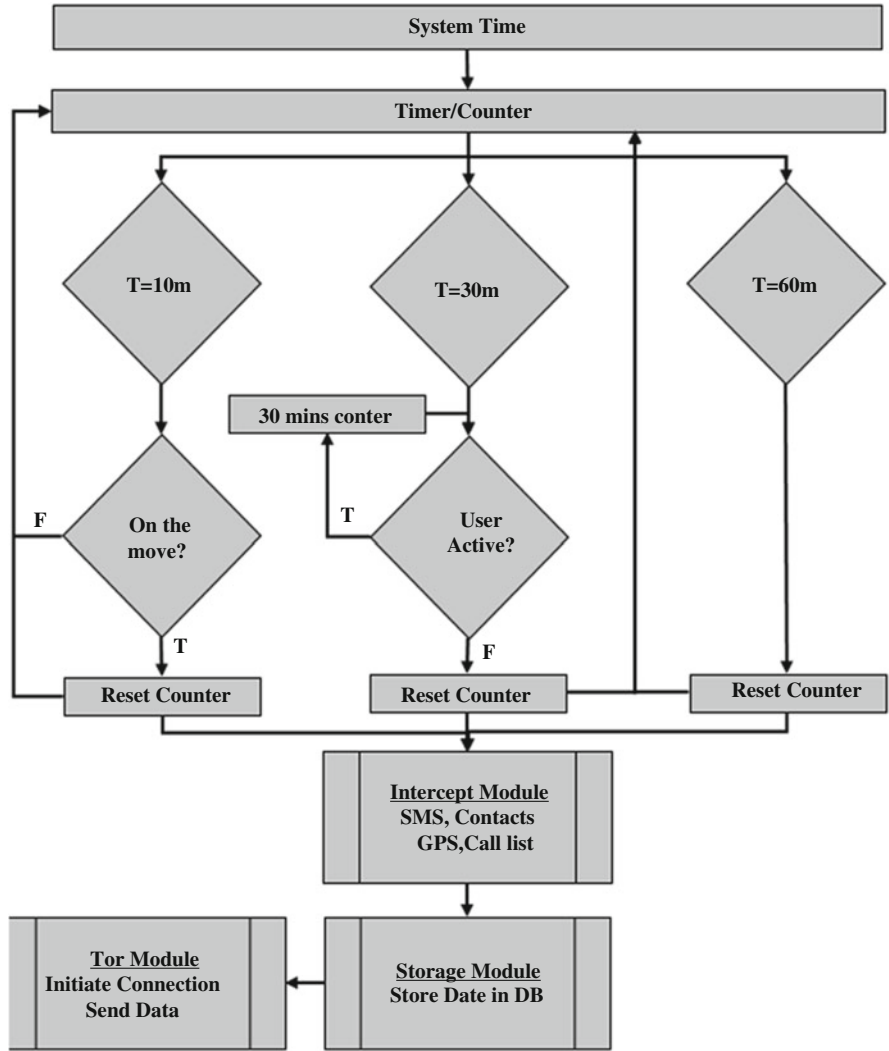 System Time
Timer/Counter
T=10m
T=30m
T=60m
30 mins conter
On the
move?
F
T
User
Active?
T
F
Reset Counter
Reset Counter
Reset Counter
Intercept Module
SMS, Contacts
GPS,Call list
Tor Module
Initiate Connection
Send Data
Storage Module
Store Date in DB